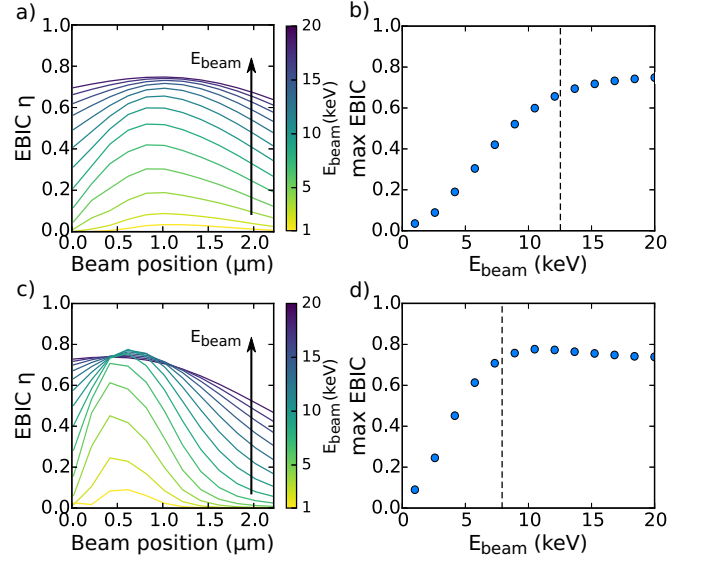 a)
1.0
0.8
0.6
0.4
0.2
0.0
EBIC η
0.0 0.5 1.0 1.5 2.0
Beam position (μm)
E_beam
20
15
10
5
1
E_beam (keV)
b)
1.0
0.8
0.6
0.4
0.2
0.0
max EBIC
0 5 10 15 20
E_beam (keV)
c)
1.0
0.8
0.6
0.4
0.2
0.0
EBIC η
0.0 0.5 1.0 1.5 2.0
Beam position (μm)
E_beam
20
15
10
5
1
E_beam (keV)
d)
1.0
0.8
0.6
0.4
0.2
0.0
max EBIC
0 5 10 15 20
E_beam (keV)